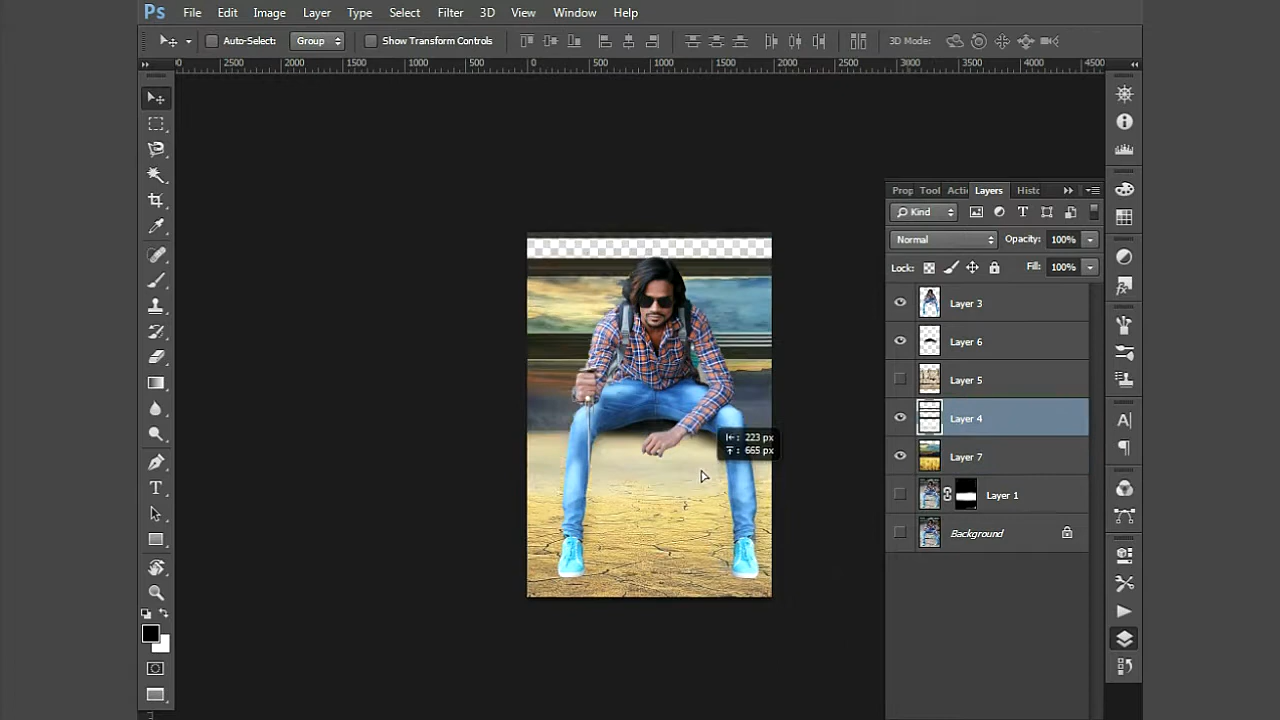 Ps File Edit Image Layer Type Select Filter 3D View Window Help
Auto-Select: Group Show Transform Controls 3D Mode:
0 2500 2000 1500 1000 500 0 500 1000 1500 2000 2500 3000 3500 4000 4500
Prop Tool Actio Layers Histo
Kind T
Normal Opacity: 100%
Lock: Fill: 100%
Layer 3
Layer 6
Layer 5
Layer 4
223 px
665 px
Layer 7
Layer 1
Background